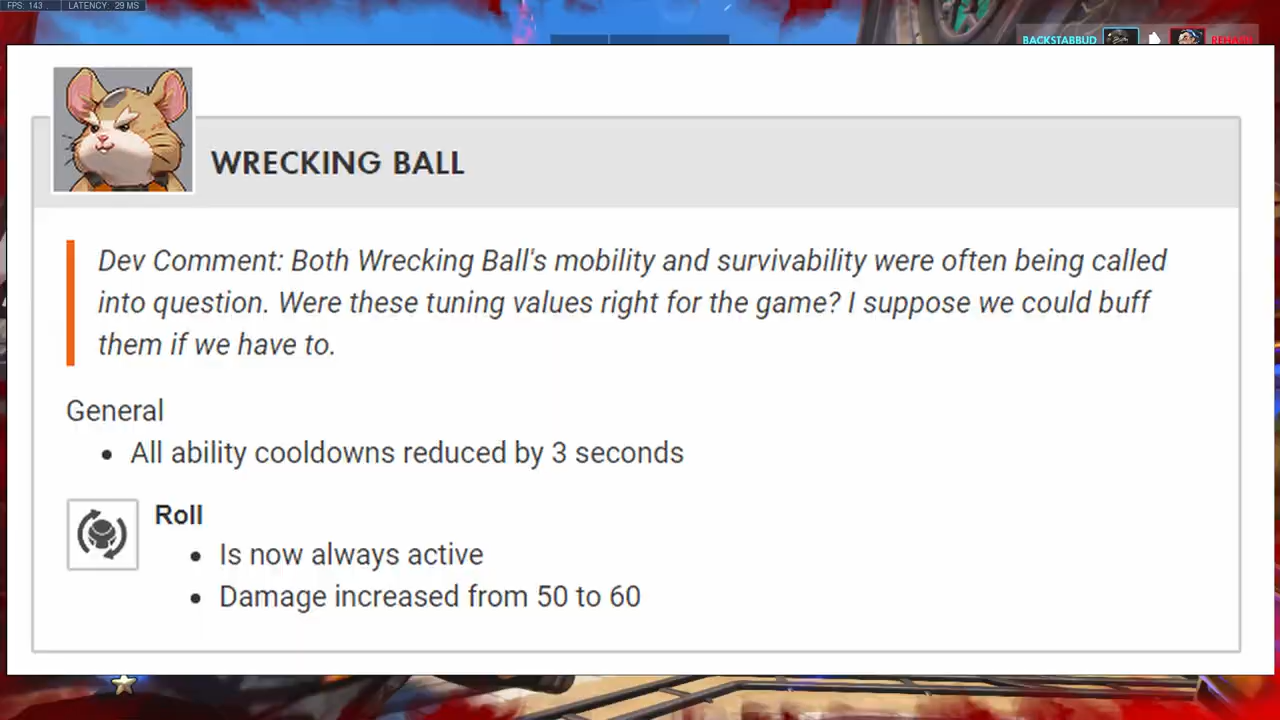 FPS: 143 LATENCY: 29 MS
BACKSTABBUD
WRECKING BALL
Dev Comment: Both Wrecking Ball's mobility and survivability were often being called
into question. Were these tuning values right for the game? I suppose we could buff
them if we have to.
General
• All ability cooldowns reduced by 3 seconds
Roll
• Is now always active
• Damage increased from 50 to 60